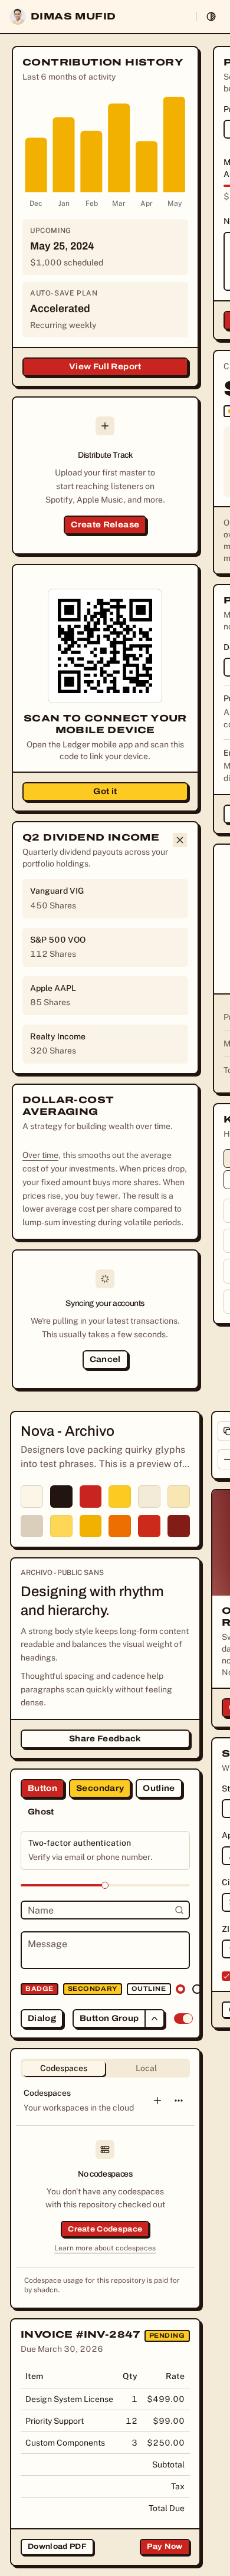 DIMAS MUFID
CONTRIBUTION HISTORY
Last 6 months of activity
Dec Jan Feb Mar Apr May
UPCOMING
May 25, 2024
$1,000 scheduled
AUTO-SAVE PLAN
Accelerated
Recurring weekly
View Full Report
Distribute Track
Upload your first master to
start reaching listeners on
Spotify, Apple Music, and more.
Create Release
SCAN TO CONNECT YOUR
MOBILE DEVICE
Open the Ledger mobile app and scan this
code to link your device.
Got it
Q2 DIVIDEND INCOME
Quarterly dividend payouts across your
portfolio holdings.
Vanguard VIG
450 Shares
S&P 500 VOO
112 Shares
Apple AAPL
85 Shares
Realty Income
320 Shares
DOLLAR-COST
AVERAGING
A strategy for building wealth over time.
Over time, this smooths out the average
cost of your investments. When prices drop,
your fixed amount buys more shares. When
prices rise, you buy fewer. The result is a
lower average cost per share compared to
lump-sum investing during volatile periods.
Syncing your accounts
We're pulling in your latest transactions.
This usually takes a few seconds.
Cancel
Nova - Archivo
Designers love packing quirky glyphs
into test phrases. This is a preview of...
ARCHIVO - PUBLIC SANS
Designing with rhythm
and hierarchy.
A strong body style keeps long-form content
readable and balances the visual weight of
headings.
Thoughtful spacing and cadence help
paragraphs scan quickly without feeling
dense.
Share Feedback
Button Secondary Outline
Ghost
Two-factor authentication
Verify via email or phone number.
Name
Message
BADGE SECONDARY OUTLINE
Dialog Button Group
Codespaces Local
Codespaces
Your workspaces in the cloud
No codespaces
You don't have any codespaces
with this repository checked out
Create Codespace
Learn more about codespaces
Codespace usage for this repository is paid for
by shadcn.
INVOICE #INV-2847 PENDING
Due March 30, 2026
Item Qty Rate
Design System License 1 $499.00
Priority Support 12 $99.00
Custom Components 3 $250.00
Subtotal
Tax
Total Due
Download PDF Pay Now